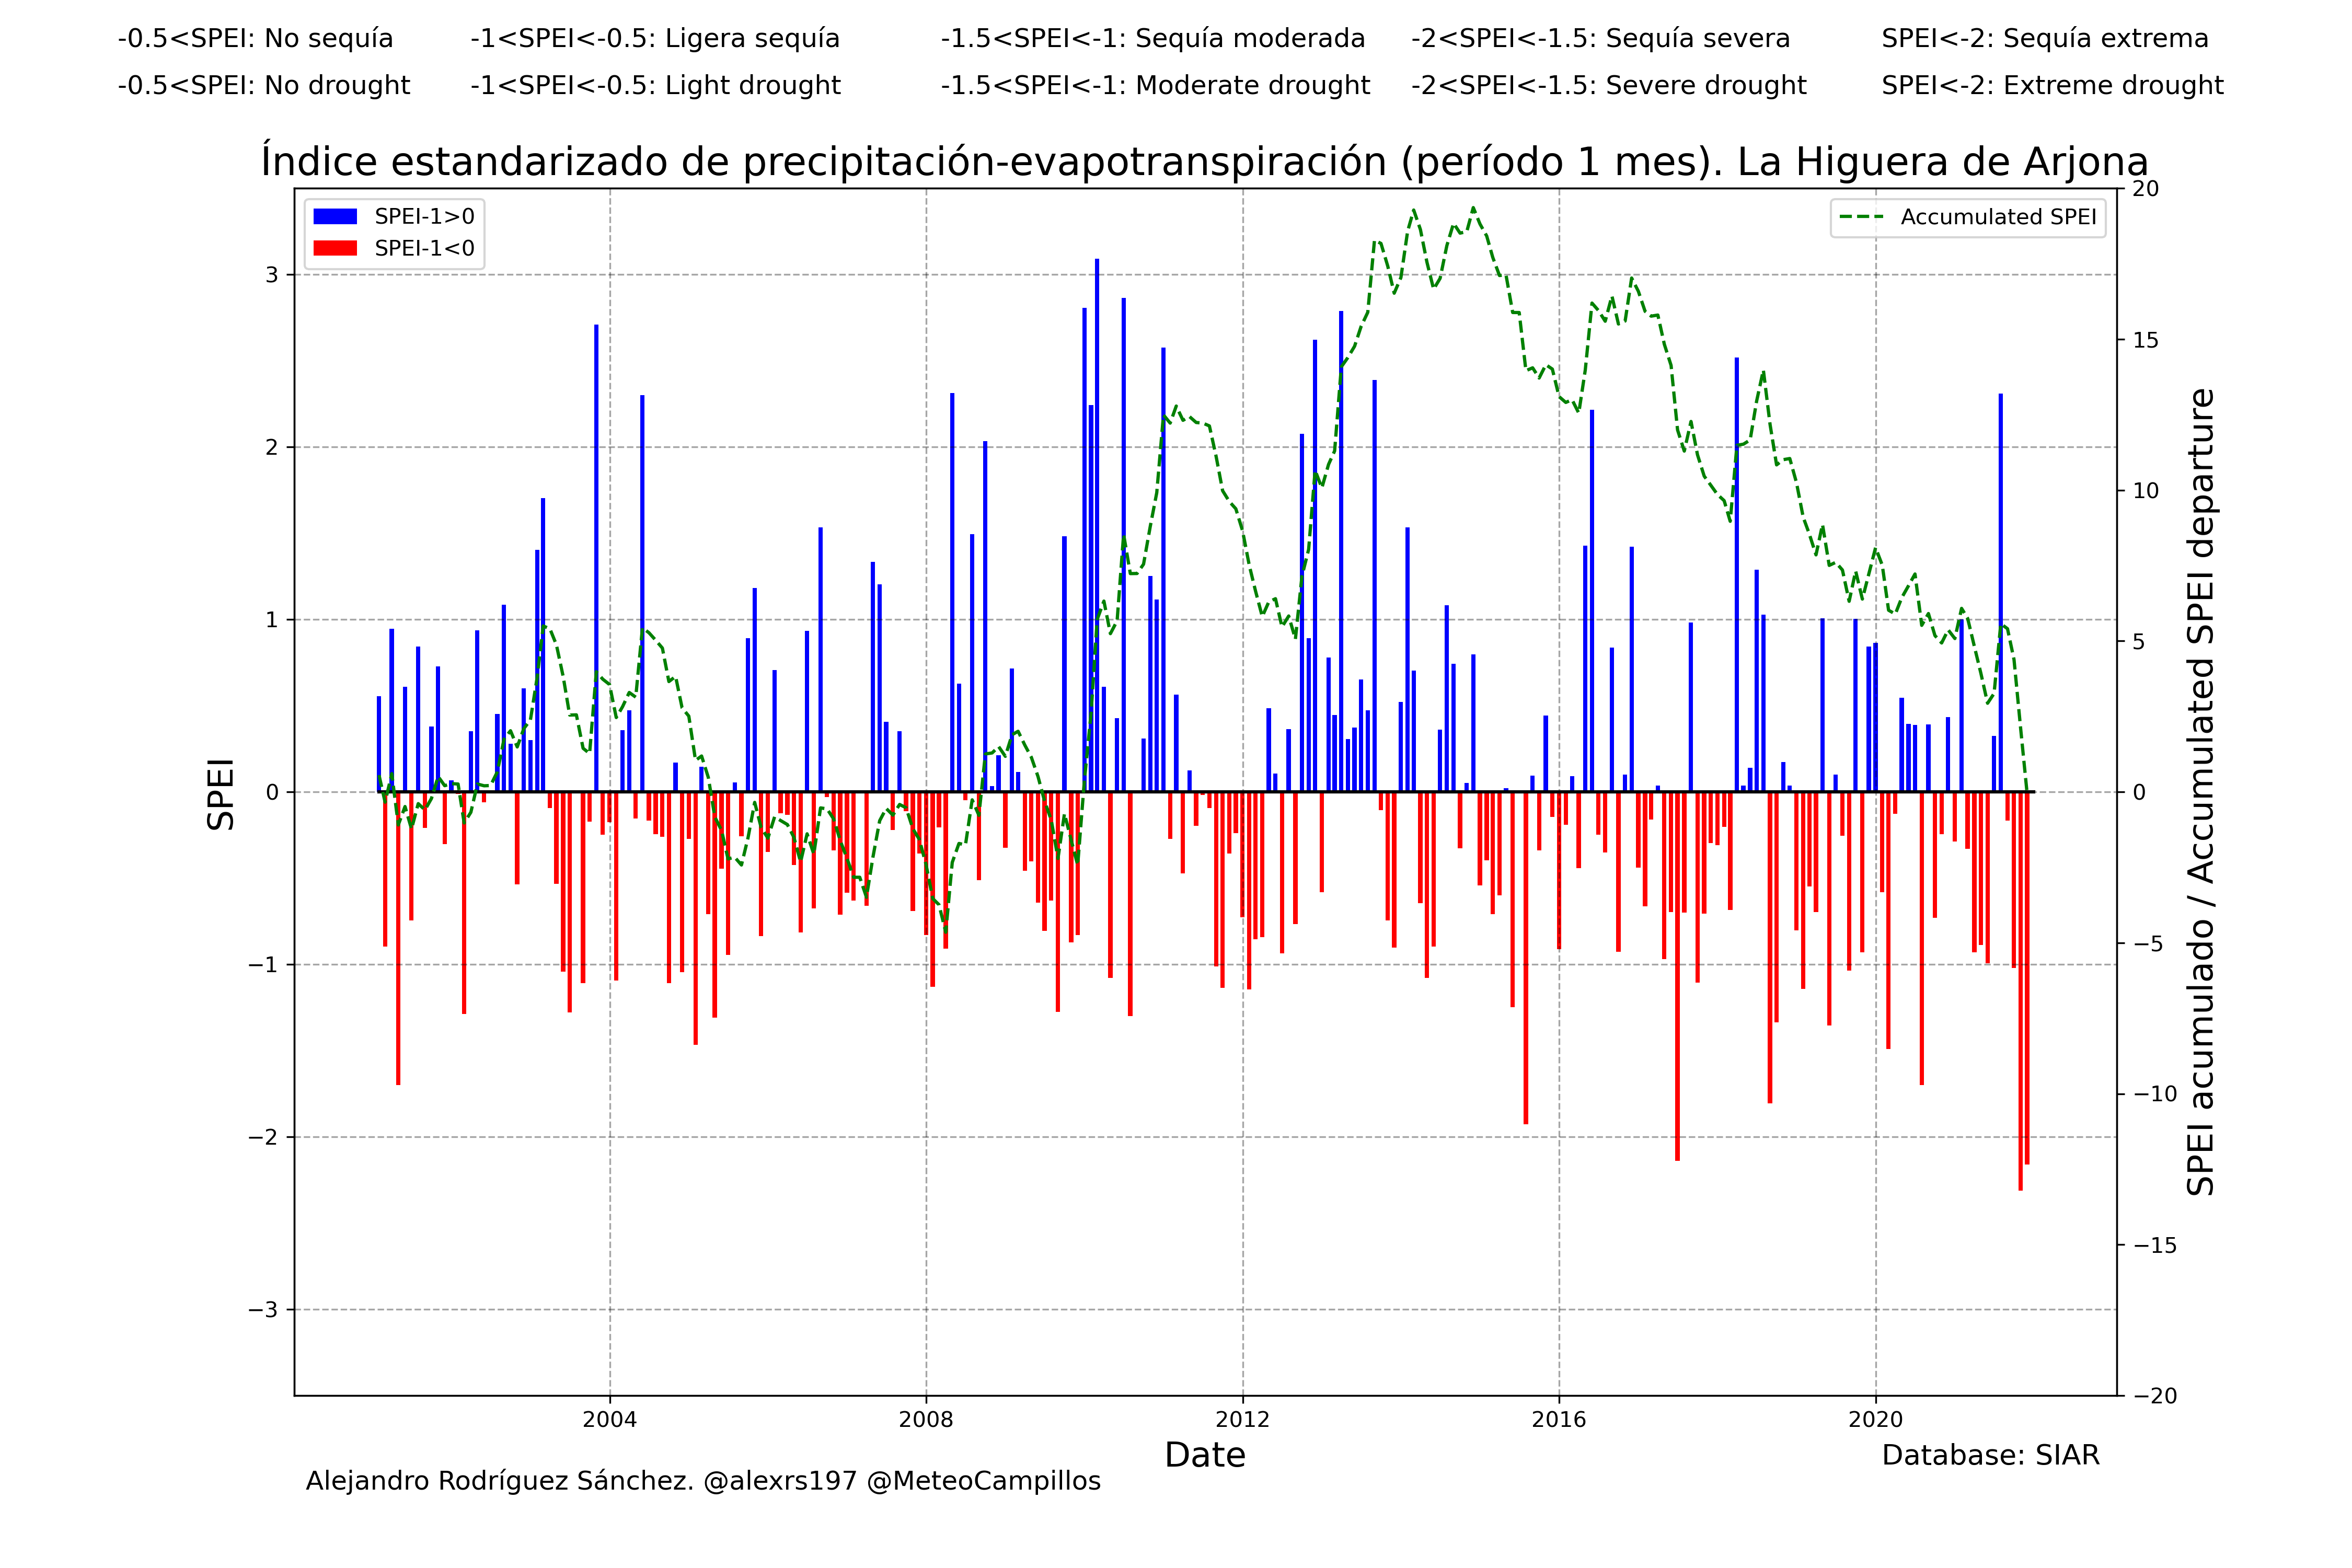 -0.5<SPEI: No sequía -1<SPEI<-0.5: Ligera sequía -1.5<SPEI<-1: Sequía moderada -2<SPEI<-1.5: Sequía severa SPEI<-2: Sequía extrema
-0.5<SPEI: No drought -1<SPEI<-0.5: Light drought -1.5<SPEI<-1: Moderate drought -2<SPEI<-1.5: Severe drought SPEI<-2: Extreme drought
Índice estandarizado de precipitación-evapotranspiración (período 1 mes). La Higuera de Arjona
SPEI-1>0
SPEI-1<0
Accumulated SPEI
SPEI
3
2
1
0
−1
−2
−3
20
15
10
5
0
−5
−10
−15
−20
SPEI acumulado / Accumulated SPEI departure
2004 2008 2012 2016 2020
Date
Database: SIAR
Alejandro Rodríguez Sánchez. @alexrs197 @MeteoCampillos